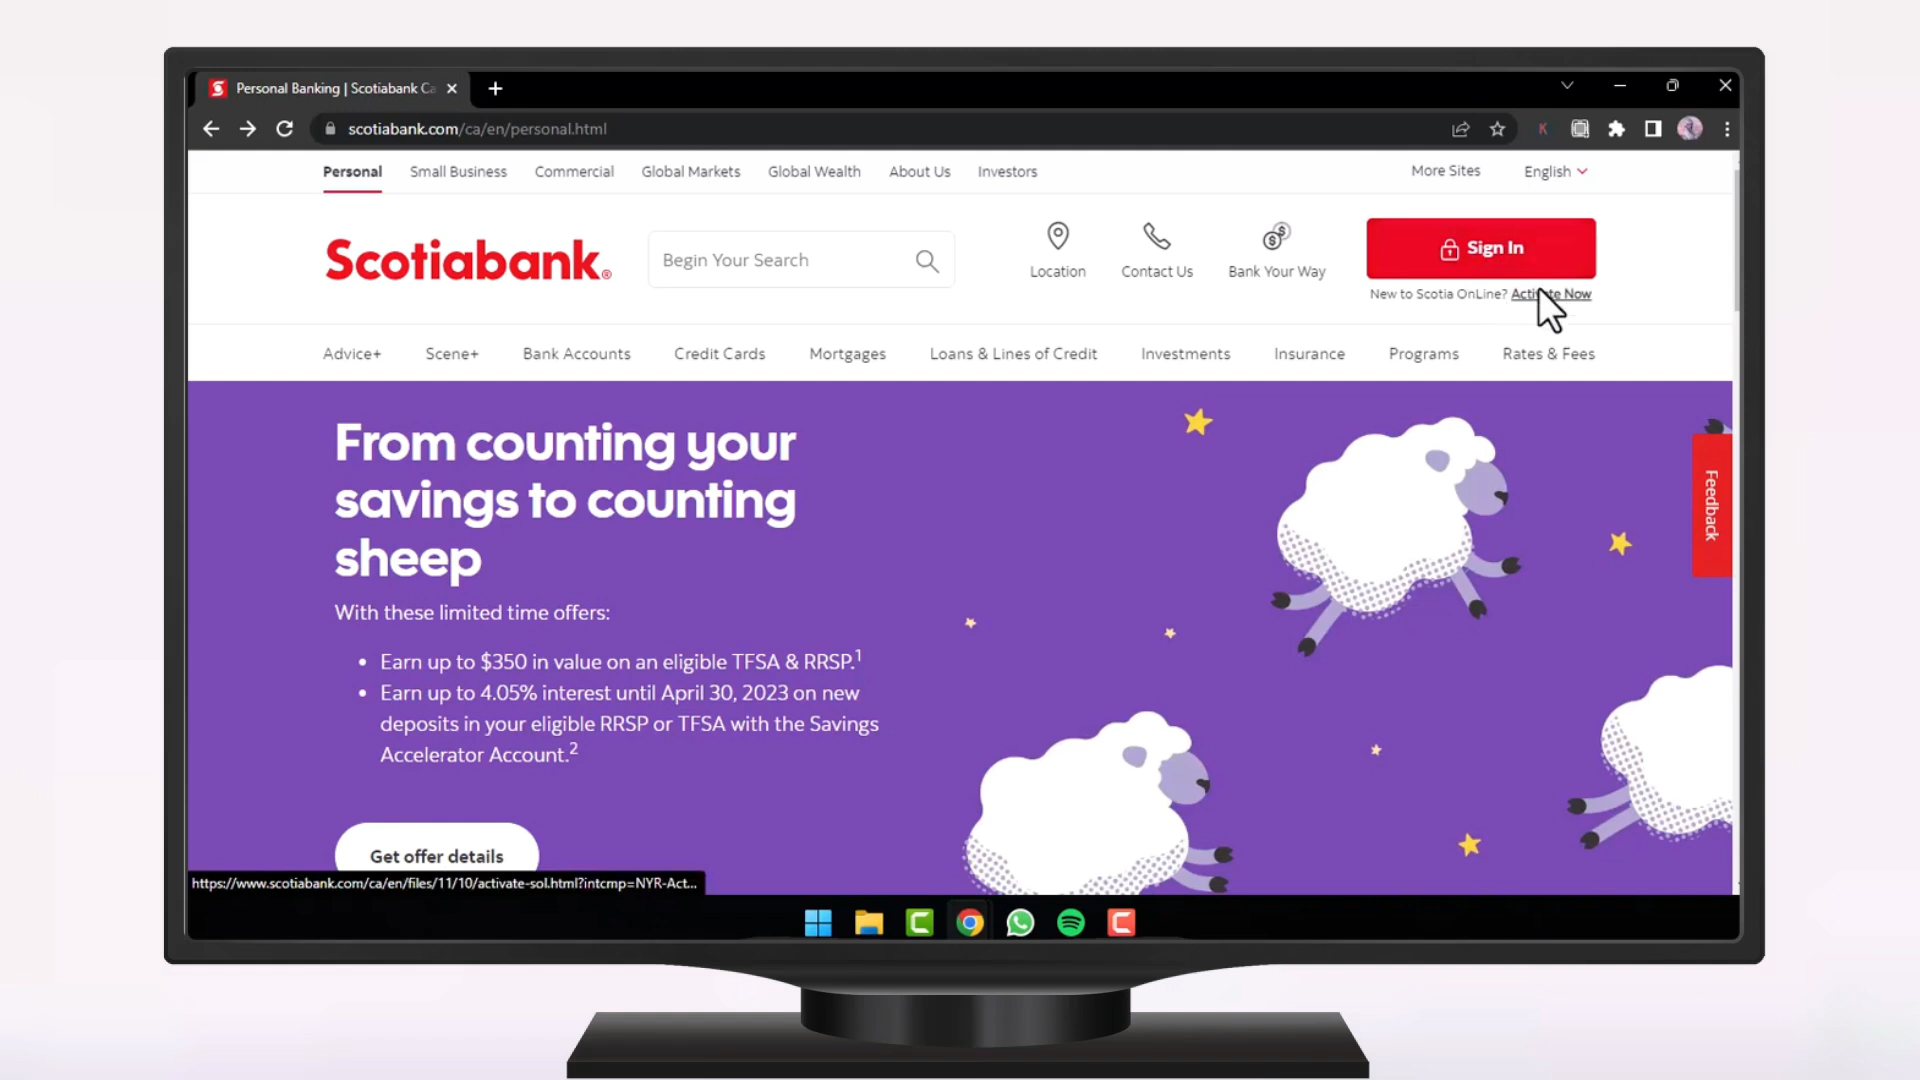 Personal Banking | Scotiabank Ca
scotiabank.com/ca/en/personal.html
Personal Small Business Commercial Global Markets Global Wealth About Us Investors More Sites English
Scotiabank®
Begin Your Search
Location Contact Us Bank Your Way
Sign In
New to Scotia OnLine? Activate Now
Advice+ Scene+ Bank Accounts Credit Cards Mortgages Loans & Lines of Credit Investments Insurance Programs Rates & Fees
From counting your
savings to counting
sheep
With these limited time offers:
• Earn up to $350 in value on an eligible TFSA & RRSP.1
• Earn up to 4.05% interest until April 30, 2023 on new
deposits in your eligible RRSP or TFSA with the Savings
Accelerator Account.2
Get offer details
Feedback
https://www.scotiabank.com/ca/en/files/11/10/activate-sol.html?intcmp=NYR-Act...